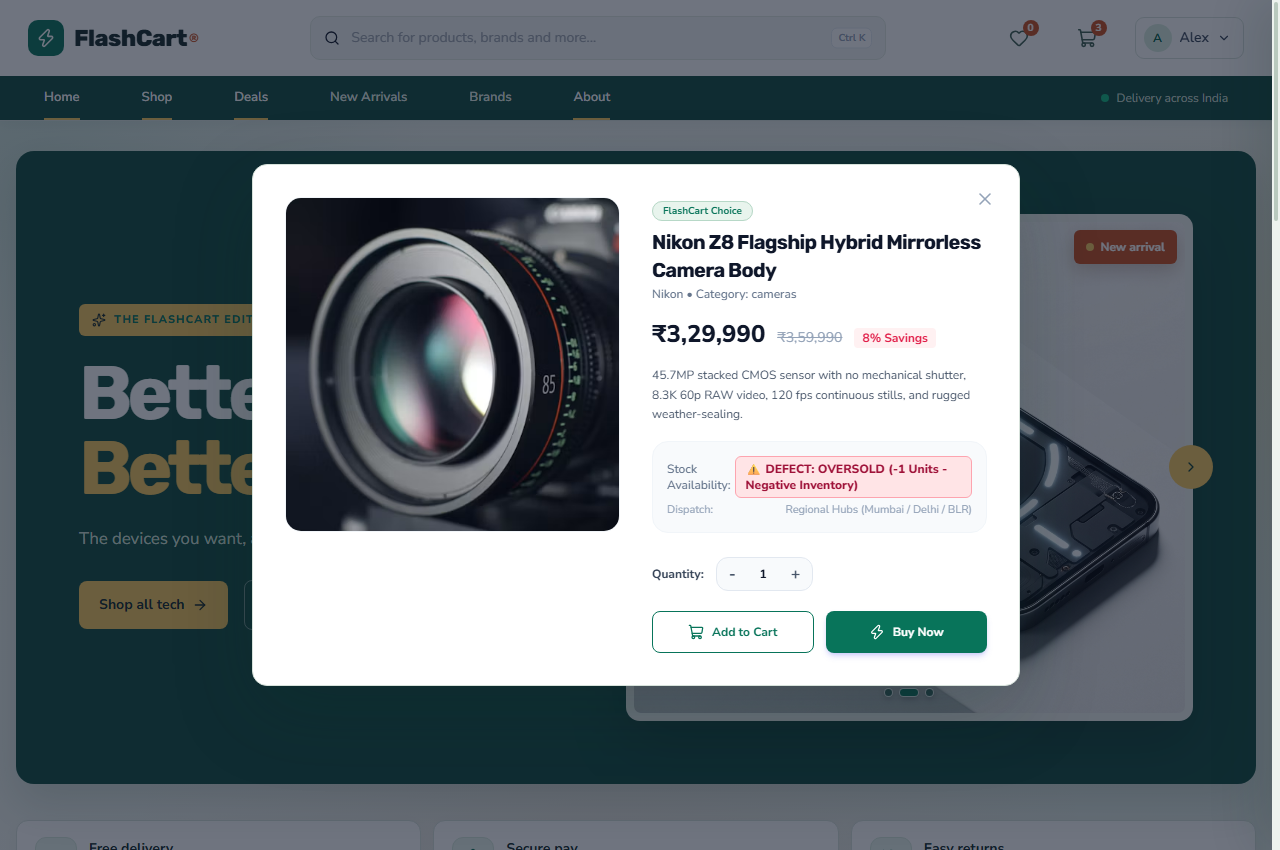 FlashCart®
Search for products, brands and more...
Ctrl K
0
3
A
Alex
Home
Shop
Deals
New Arrivals
Brands
About
Delivery across India
THE FLASHCART EDIT
Bette
Bette
The devices you want,
Shop all tech
New arrival
85
FlashCart Choice
Nikon Z8 Flagship Hybrid Mirrorless
Camera Body
Nikon • Category: cameras
₹3,29,990 ₹3,59,990 8% Savings
45.7MP stacked CMOS sensor with no mechanical shutter,
8.3K 60p RAW video, 120 fps continuous stills, and rugged
weather-sealing.
Stock
Availability:
⚠️ DEFECT: OVERSOLD (-1 Units -
Negative Inventory)
Dispatch: Regional Hubs (Mumbai / Delhi / BLR)
Quantity: - 1 +
Add to Cart
Buy Now
Free delivery
Secure pay
Easy returns